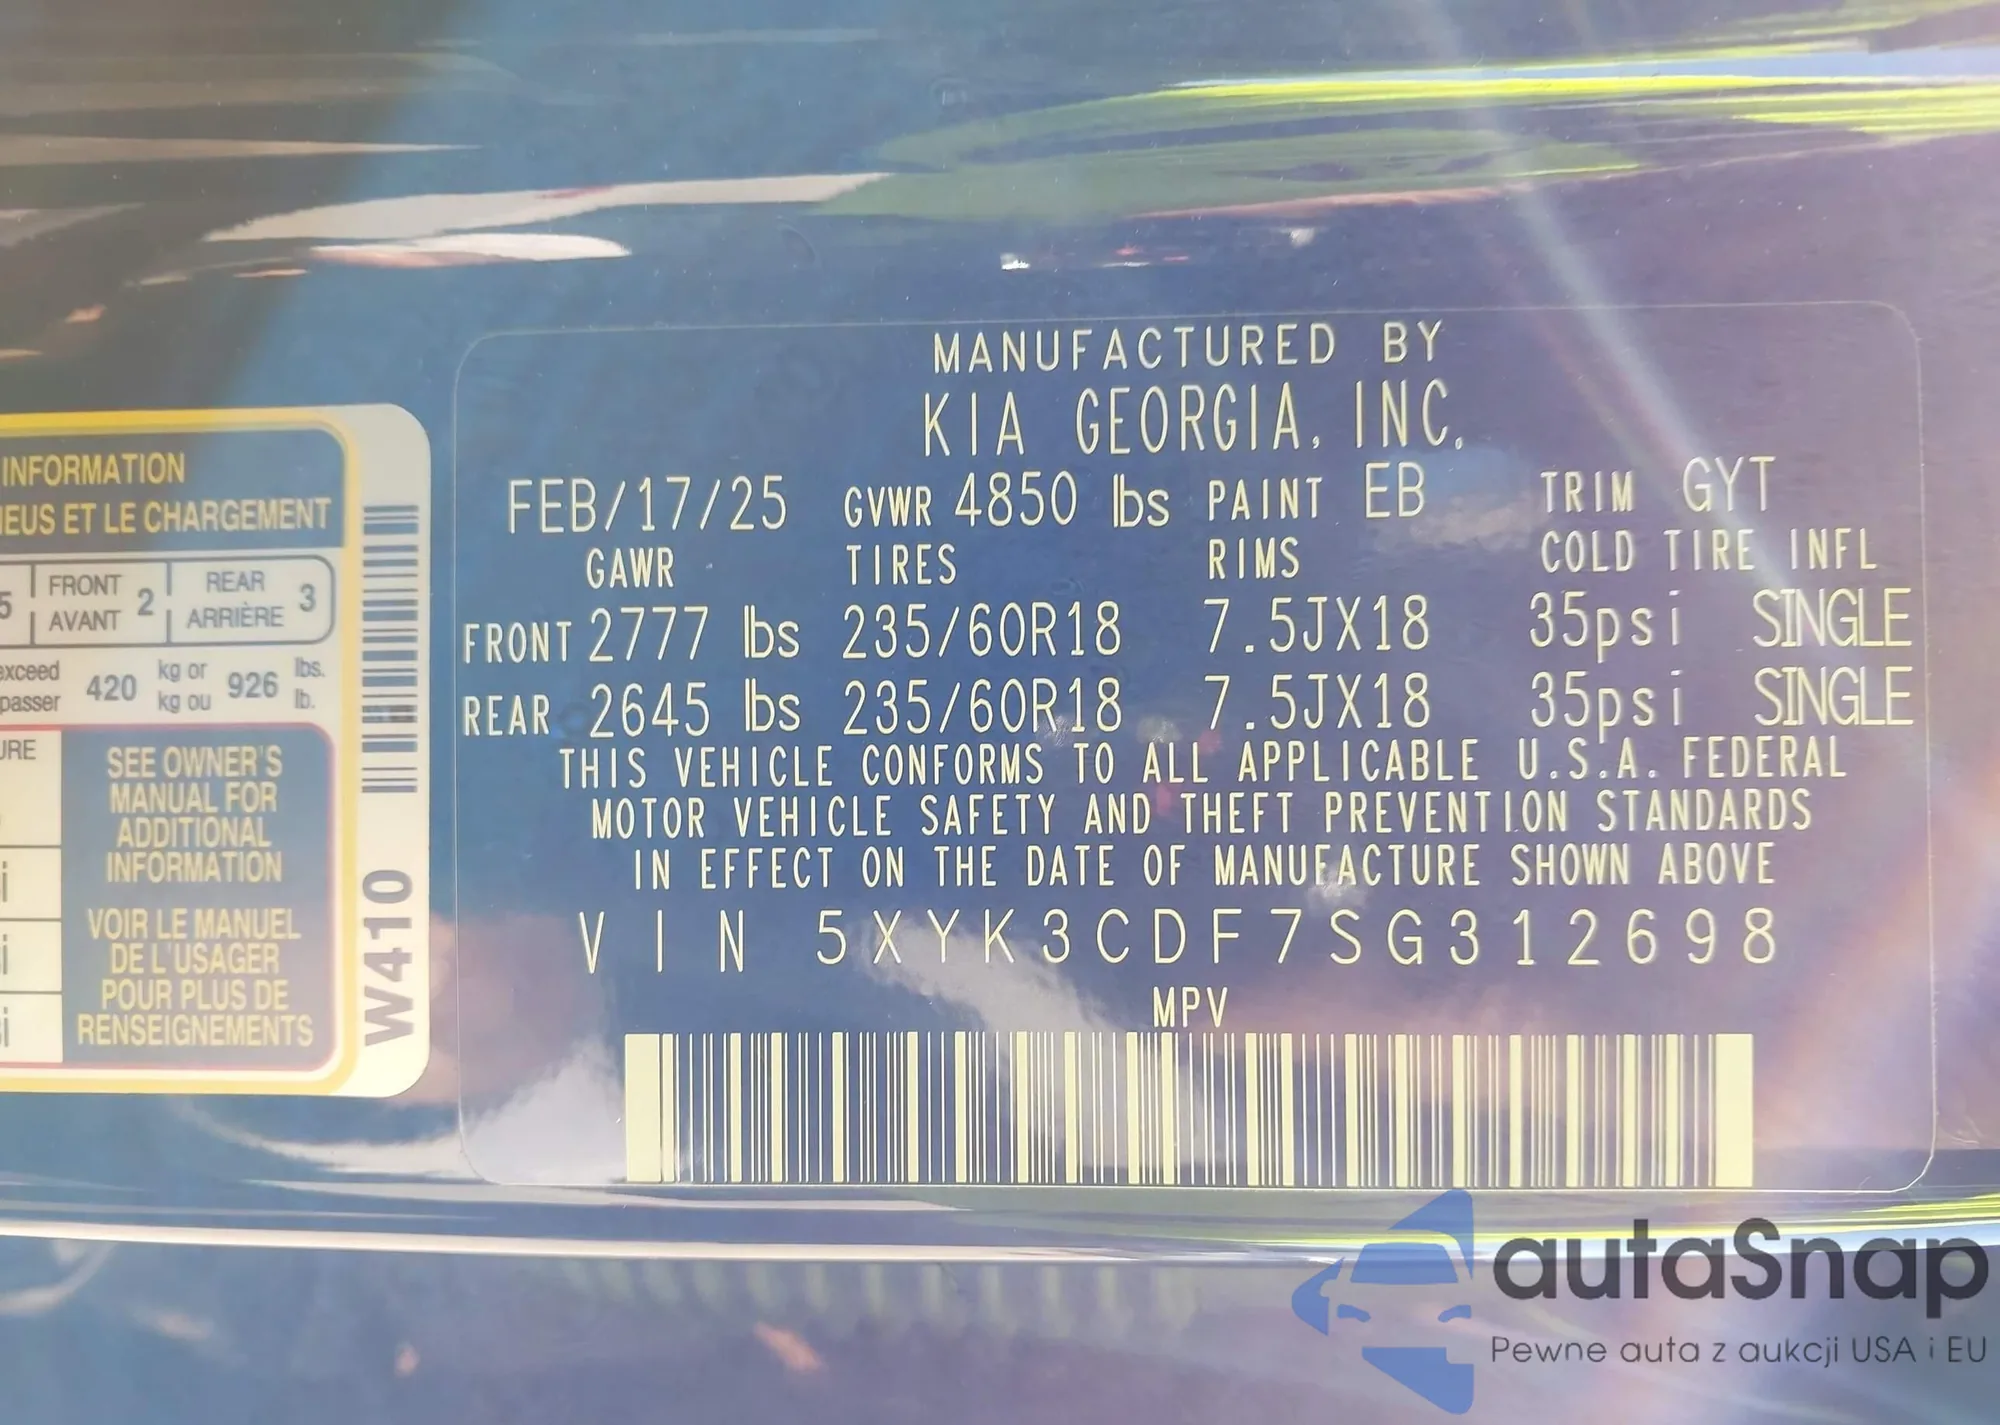 INFORMATION
NEUS ET LE CHARGEMENT
5 FRONT AVANT 2 REAR ARRIÈRE 3
exceed
passer 420 kg or kg ou 926 lbs. lb.
URE
SEE OWNER'S
MANUAL FOR
ADDITIONAL
INFORMATION
VOIR LE MANUEL
DE L'USAGER
POUR PLUS DE
RENSEIGNEMENTS
W410
MANUFACTURED BY
KIA GEORGIA, INC.
FEB/17/25 GVWR 4850 lbs PAINT EB TRIM GYT
GAWR TIRES RIMS COLD TIRE INFL
FRONT 2777 lbs 235/60R18 7.5JX18 35psi SINGLE
REAR 2645 lbs 235/60R18 7.5JX18 35psi SINGLE
THIS VEHICLE CONFORMS TO ALL APPLICABLE U.S.A. FEDERAL
MOTOR VEHICLE SAFETY AND THEFT PREVENTION STANDARDS
IN EFFECT ON THE DATE OF MANUFACTURE SHOWN ABOVE
VIN 5XYK3CDF7SG312698
MPV
autaSnap
Pewne auta z aukcji USA i EU